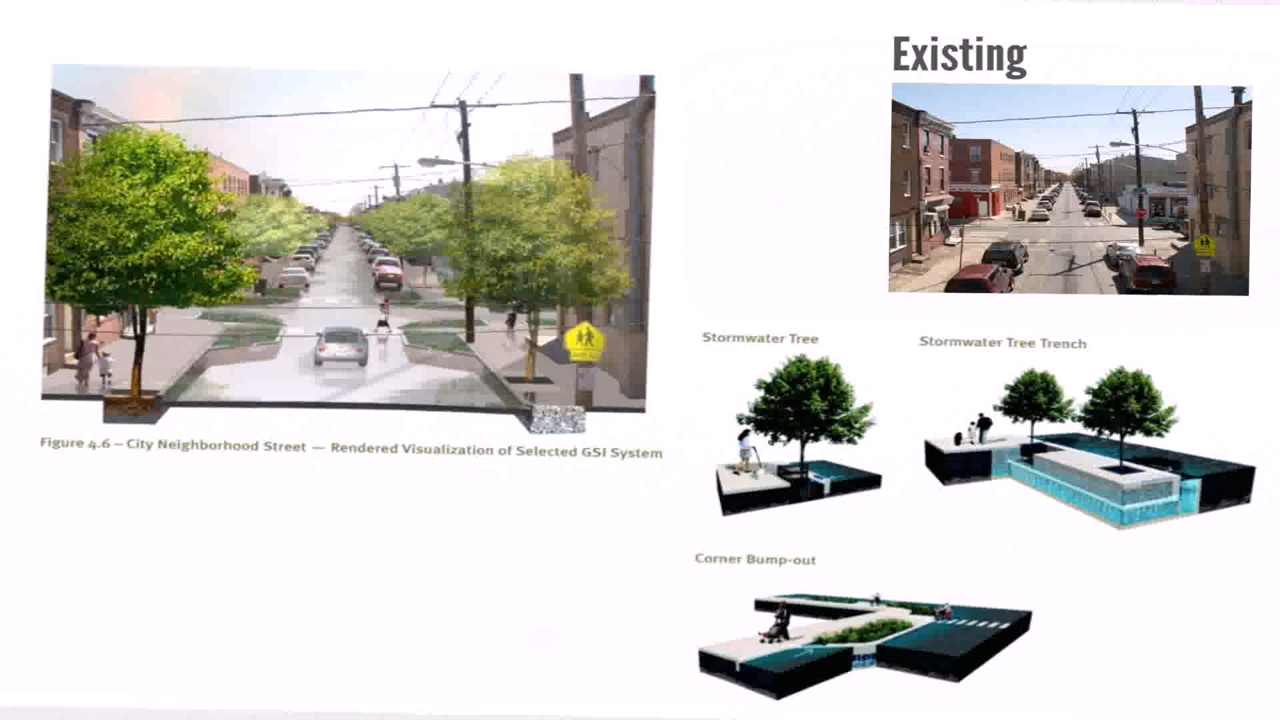 Existing
Figure 4.6 – City Neighborhood Street — Rendered Visualization of Selected GSI System
Stormwater Tree
Stormwater Tree Trench
Corner Bump-out